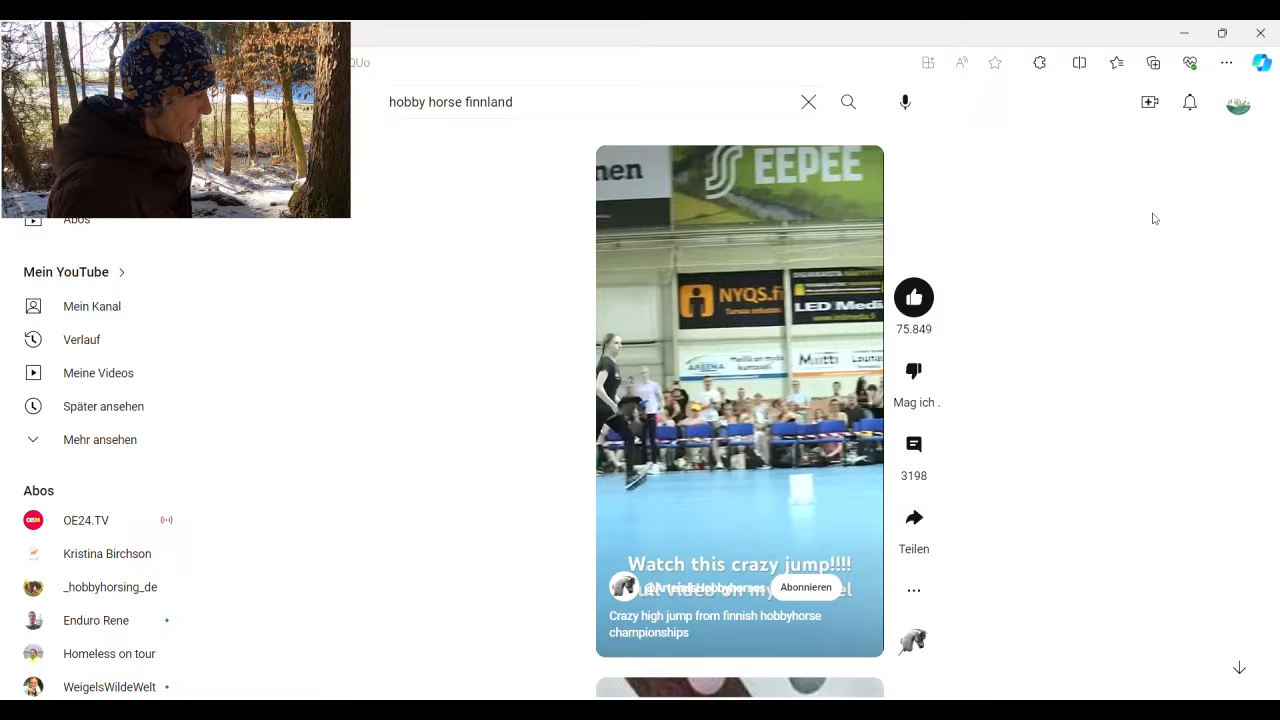 QUo
hobby horse finnland
Abos
Mein YouTube
Mein Kanal
Verlauf
Meine Videos
Später ansehen
Mehr ansehen
Abos
OE24.TV
Kristina Birchson
_hobbyhorsing_de
Enduro Rene
Homeless on tour
WeigelsWildeWelt
nen
EEPEE
NYQS.fi
LED Medi
AREENA
Watch this crazy jump!!!!
@ArtemisHobbyhorses
Abonnieren
Crazy high jump from finnish hobbyhorse
championships
75.849
Mag ich .
3198
Teilen